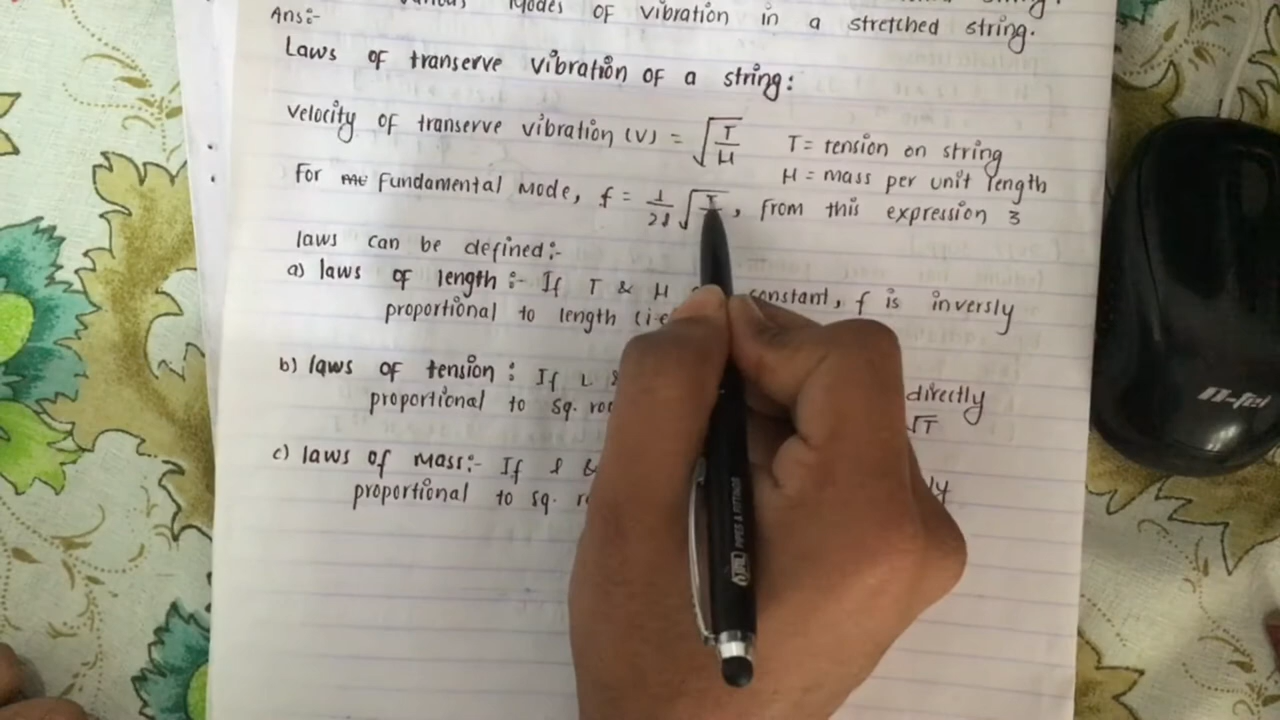 Modes of vibration in a stretched string.
Ans:-
Laws of transerve vibration of a string:
velocity of transerve vibration (v) = √T/μ T = Tension on string
μ = mass per unit length
For fundamental mode, f = 1/2l √T , from this expression 3
laws can be defined:-
a) laws of length :- If T & μ constant, f is inversly
proportional to length (i.e
b) laws of tension : If L & directly
proportional to sq. √T
c) laws of mass:- If l &
proportional to sq.
n-tel
PIPES & FITTINGS